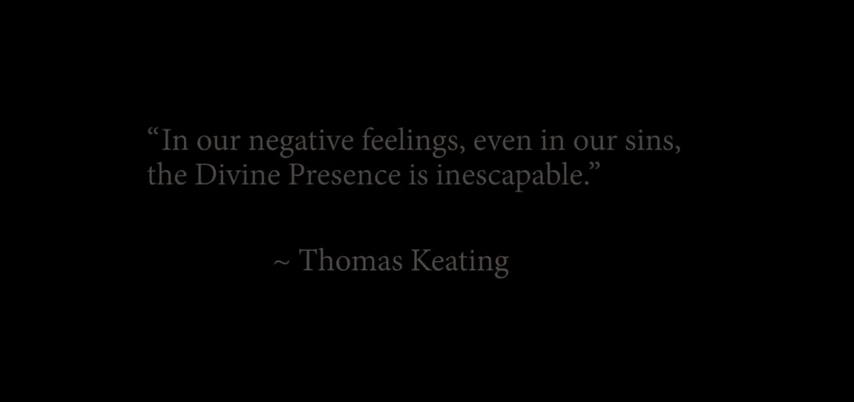 “In our negative feelings, even in our sins,
the Divine Presence is inescapable.”
~ Thomas Keating